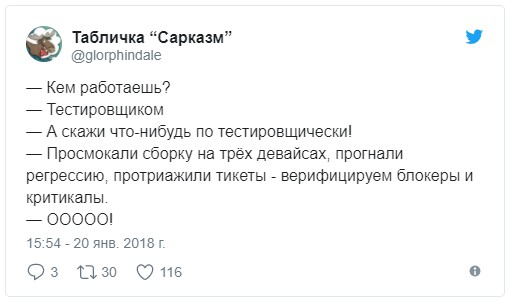 Табличка “Сарказм”
@glorphindale
— Кем работаешь?
— Тестировщиком
— А скажи что-нибудь по тестировщически!
— Просмокали сборку на трёх девайсах, прогнали
регрессию, протриажили тикеты - верифицируем блокеры и
критикалы.
— ООООО!
15:54 - 20 янв. 2018 г.
3 30 116